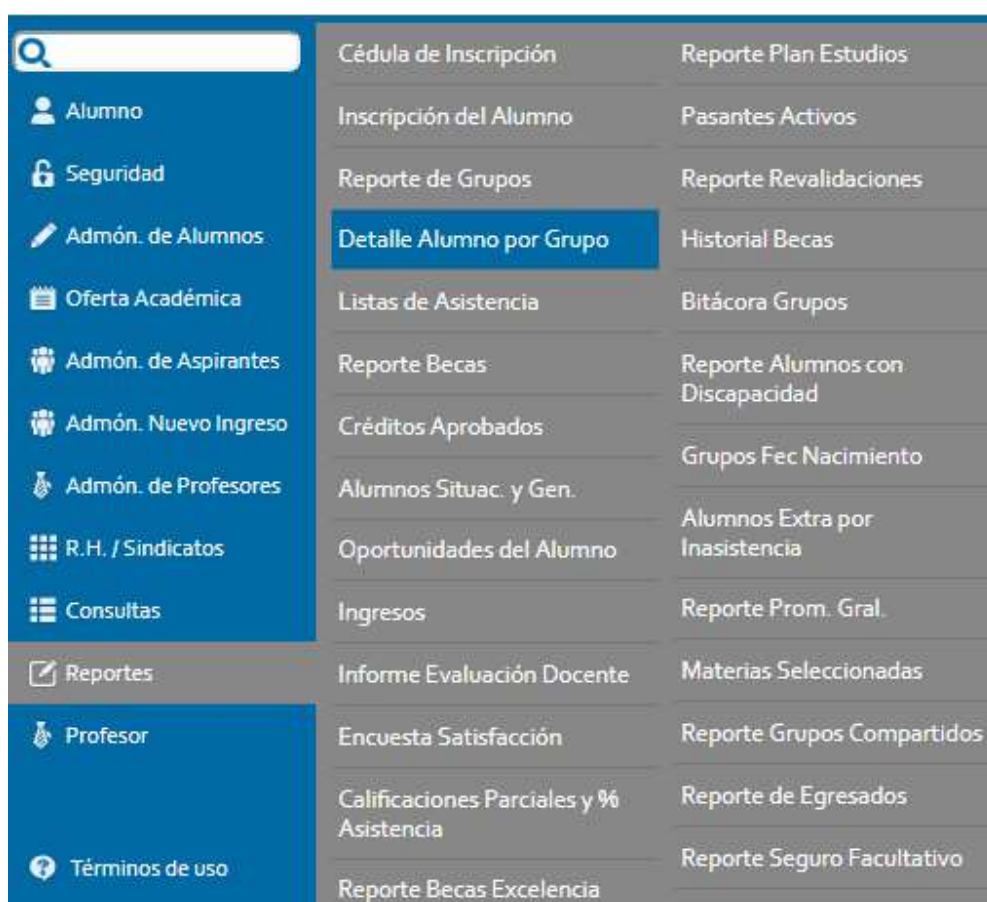 Alumno
Seguridad
Admón. de Alumnos
Oferta Académica
Admón. de Aspirantes
Admón. Nuevo Ingreso
Admón. de Profesores
R.H. / Sindicatos
Consultas
Reportes
Profesor
Términos de uso
Cédula de Inscripción
Inscripción del Alumno
Reporte de Grupos
Detalle Alumno por Grupo
Listas de Asistencia
Reporte Becas
Créditos Aprobados
Alumnos Situac. y Gen.
Oportunidades del Alumno
Ingresos
Informe Evaluación Docente
Encuesta Satisfacción
Calificaciones Parciales y %
Asistencia
Reporte Becas Excelencia
Reporte Plan Estudios
Pasantes Activos
Reporte Revalidaciones
Historial Becas
Bitácora Grupos
Reporte Alumnos con
Discapacidad
Grupos Fec Nacimiento
Alumnos Extra por
Inasistencia
Reporte Prom. Gral.
Materias Seleccionadas
Reporte Grupos Compartidos
Reporte de Egresados
Reporte Seguro Facultativo